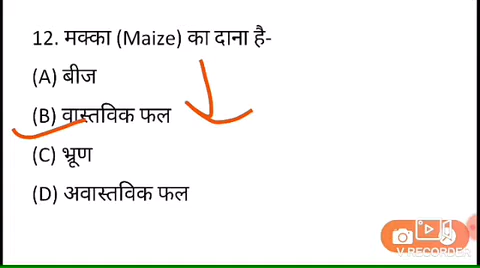 12. मक्का (Maize) का दाना है-
(A) बीज
(B) वास्तविक फल
(C) भ्रूण
(D) अवास्तविक फल
V RECORDER